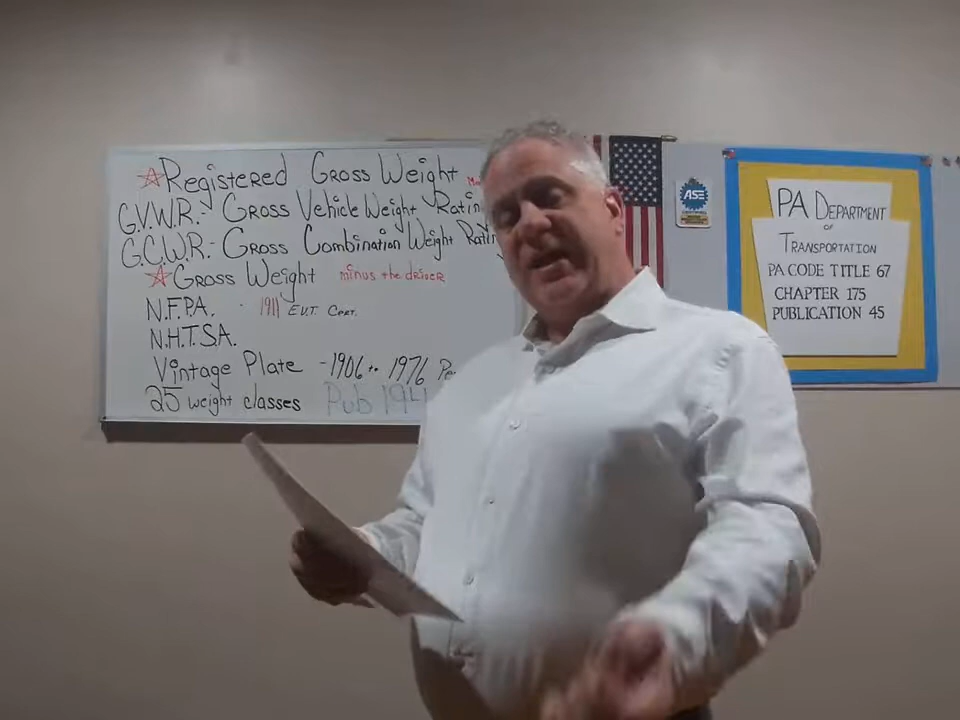 Registered Gross Weight
G.V.W.R. - Gross Vehicle Weight Ratin
G.C.W.R. - Gross Combination Weight Ratin
Gross Weight minus the driver
N.F.P.A. - 1911 E.V.T. Cert.
N.H.T.S.A.
Vintage Plate - 1906 to 1976
25 weight classes Pub
ASE
PA DEPARTMENT
OF
TRANSPORTATION
PA CODE TITLE 67
CHAPTER 175
PUBLICATION 45